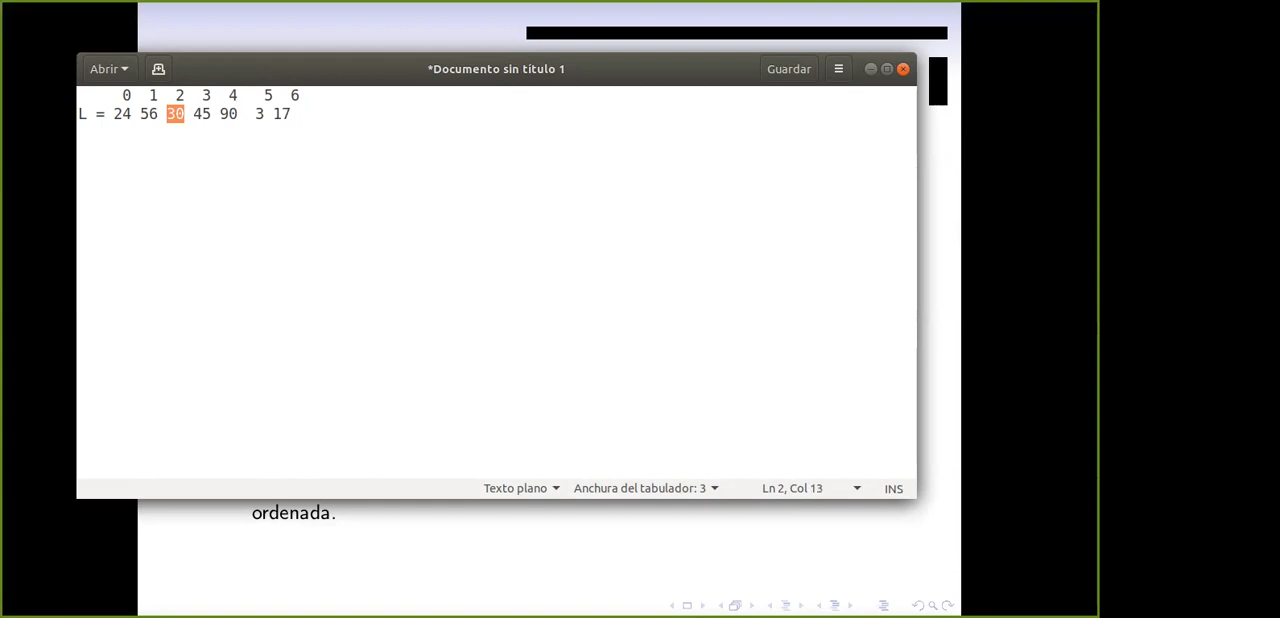 Abrir
*Documento sin título 1
Guardar
0 1 2 3 4 5 6
L = 24 56 30 45 90 3 17
Texto plano
Anchura del tabulador: 3
Ln 2, Col 13
INS
ordenada.